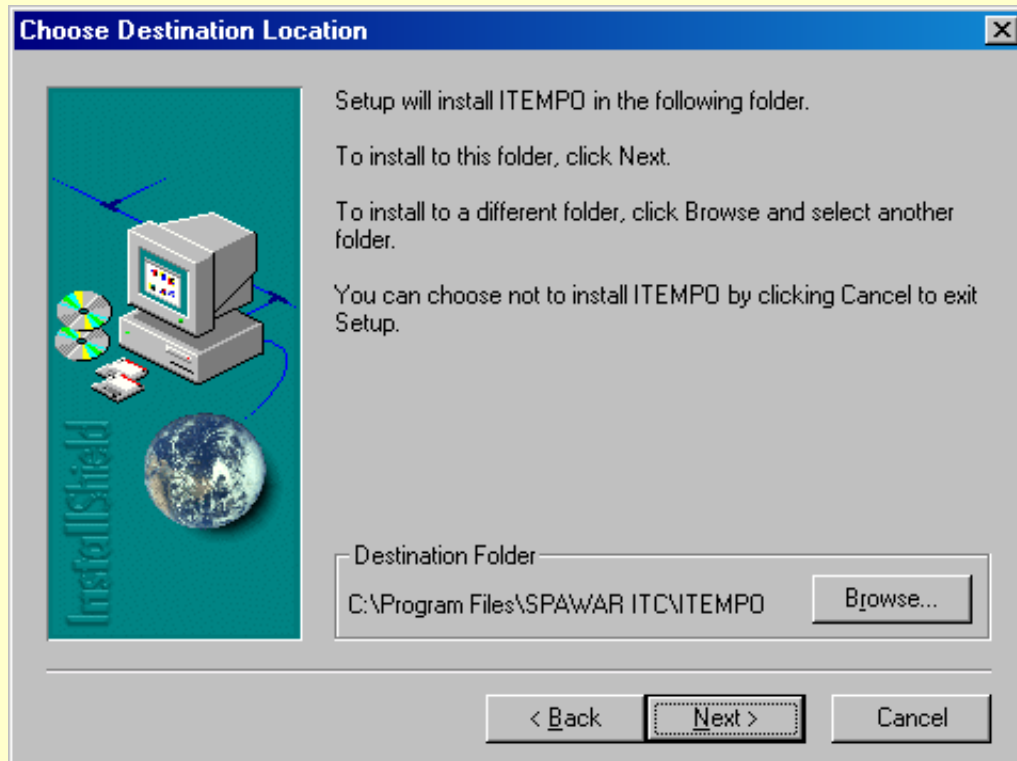 Choose Destination Location
Setup will install ITEMPO in the following folder.
To install to this folder, click Next.
To install to a different folder, click Browse and select another
folder.
You can choose not to install ITEMPO by clicking Cancel to exit
Setup.
InstallShield
Destination Folder
C:\Program Files\SPAWAR ITC\ITEMPO
Browse...
< Back
Next >
Cancel